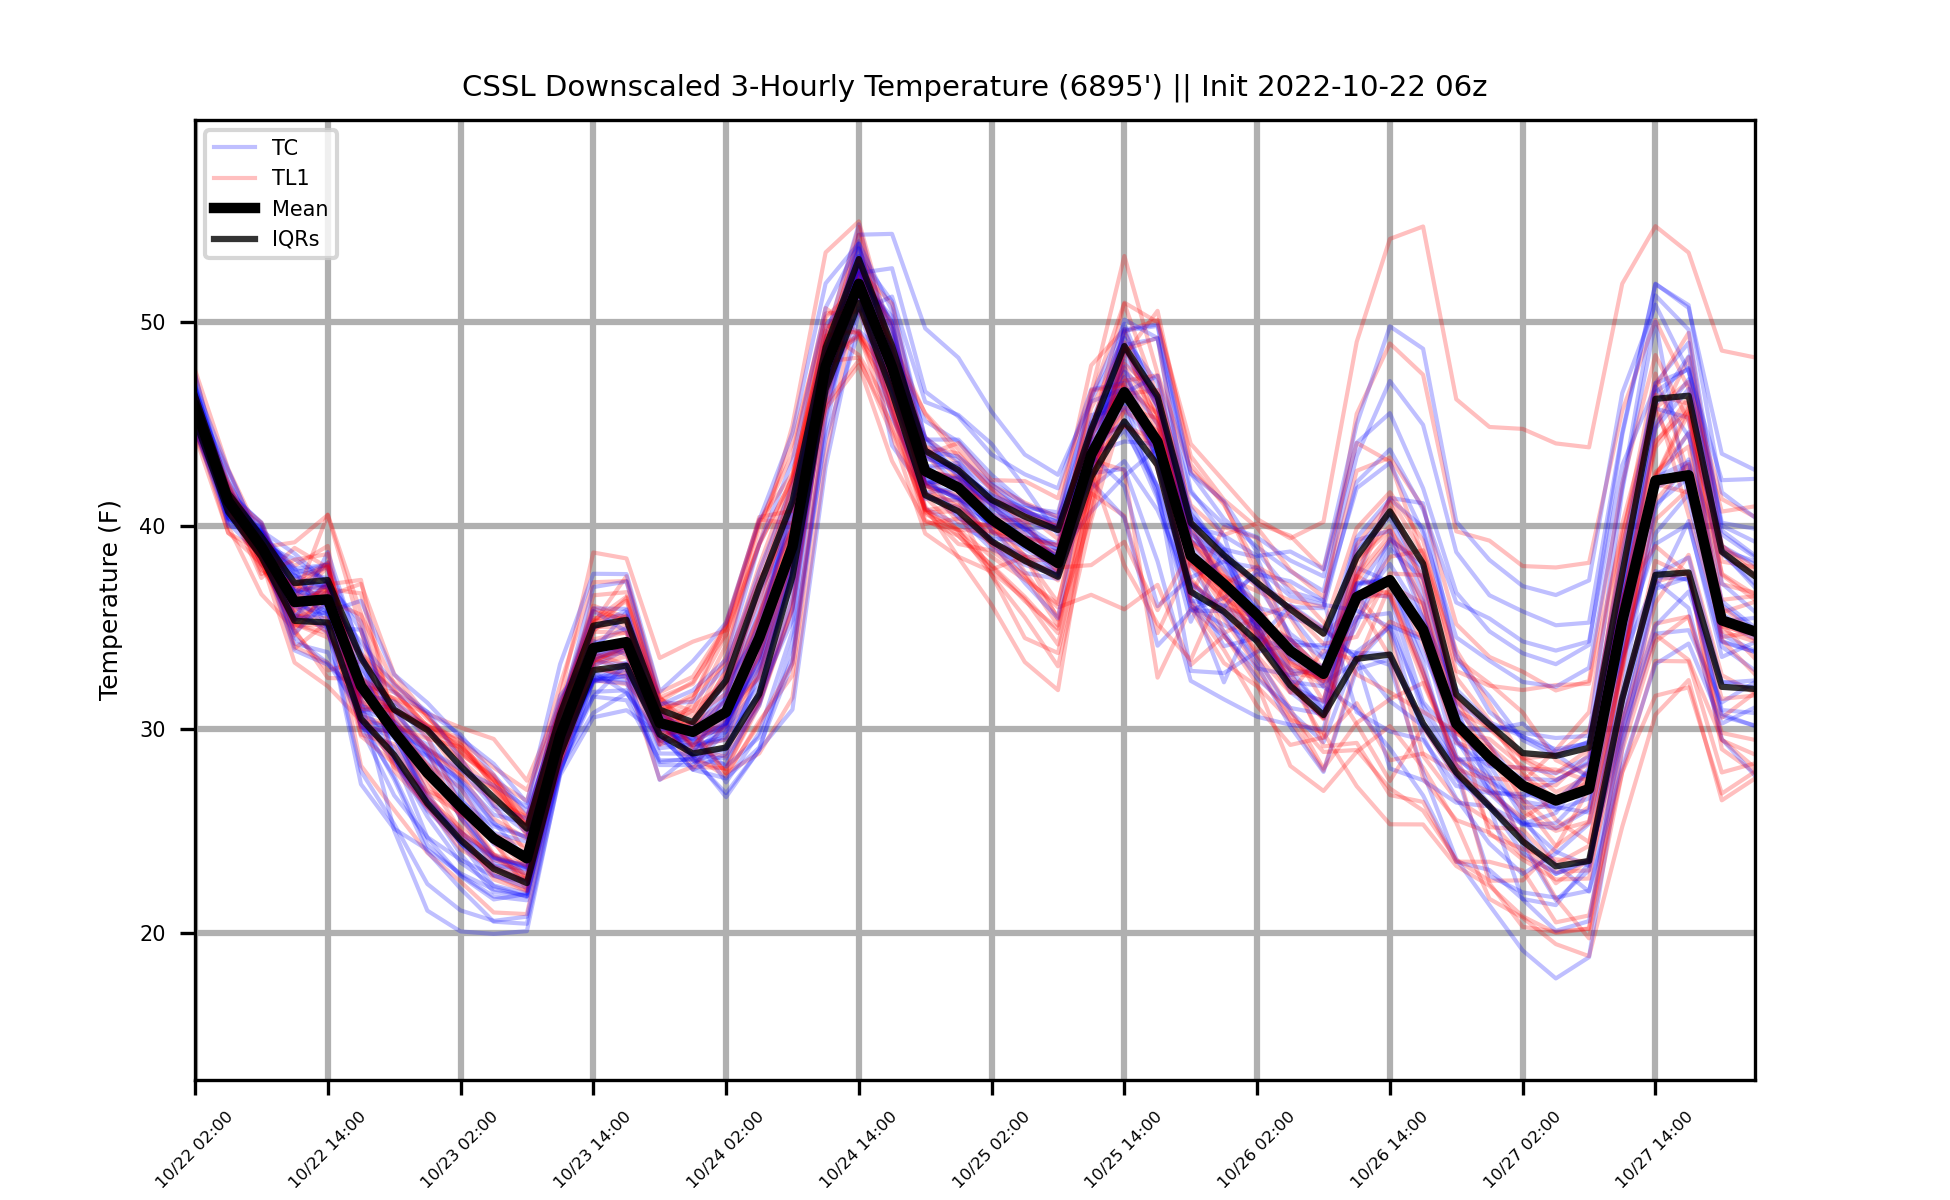 CSSL Downscaled 3-Hourly Temperature (6895') || Init 2022-10-22 06z
TC
TL1
Mean
IQRs
Temperature (F)
50
40
30
20
10/22 02:00
10/22 14:00
10/23 02:00
10/23 14:00
10/24 02:00
10/24 14:00
10/25 02:00
10/25 14:00
10/26 02:00
10/26 14:00
10/27 02:00
10/27 14:00